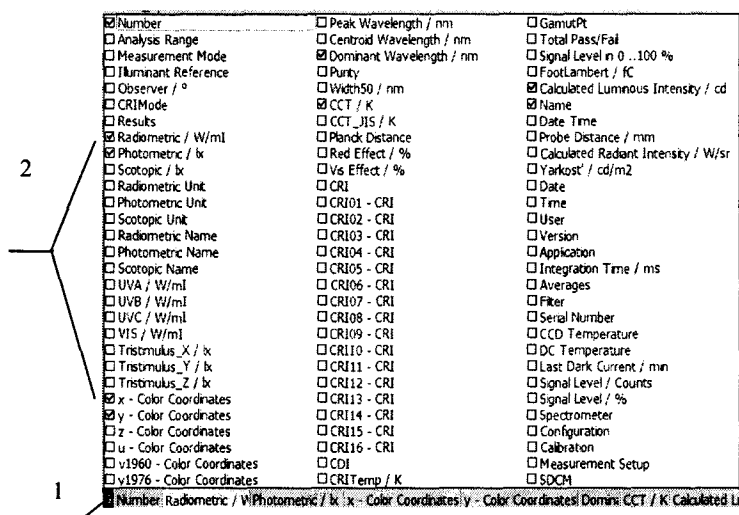 Number
Analysis Range
Measurement Mode
Illuminant Reference
Observer / °
CRIMode
Results
Radiometric / W/mI
Photometric / lx
Scotopic / lx
Radiometric Unit
Photometric Unit
Scotopic Unit
Radiometric Name
Photometric Name
Scotopic Name
UVA / W/mI
UVB / W/mI
UVC / W/mI
VIS / W/mI
Tristimulus_X / lx
Tristimulus_Y / lx
Tristimulus_Z / lx
x - Color Coordinates
y - Color Coordinates
z - Color Coordinates
u - Color Coordinates
v1960 - Color Coordinates
v1976 - Color Coordinates
Peak Wavelength / nm
Centroid Wavelength / nm
Dominant Wavelength / nm
Purity
Width50 / nm
CCT / K
CCT_JIS / K
Planck Distance
Red Effect / %
Vis Effect / %
CRI
CRI01 - CRI
CRI02 - CRI
CRI03 - CRI
CRI04 - CRI
CRI05 - CRI
CRI06 - CRI
CRI07 - CRI
CRI08 - CRI
CRI09 - CRI
CRI10 - CRI
CRI11 - CRI
CRI12 - CRI
CRI13 - CRI
CRI14 - CRI
CRI15 - CRI
CRI16 - CRI
CDI
CRITemp / K
GamutPt
Total Pass/Fail
Signal Level in 0 ..100 %
FootLambert / fC
Calculated Luminous Intensity / cd
Name
Date Time
Probe Distance / mm
Calculated Radiant Intensity / W/sr
Yarkost' / cd/m2
Date
Time
User
Version
Application
Integration Time / ms
Averages
Filter
Serial Number
CCD Temperature
DC Temperature
Last Dark Current / min
Signal Level / Counts
Signal Level / %
Spectrometer
Configuration
Calibration
Measurement Setup
SDCM
2
1
Number Radiometric / W Photometric / lx x - Color Coordinates y - Color Coordinates Domin CCT / K Calculated L